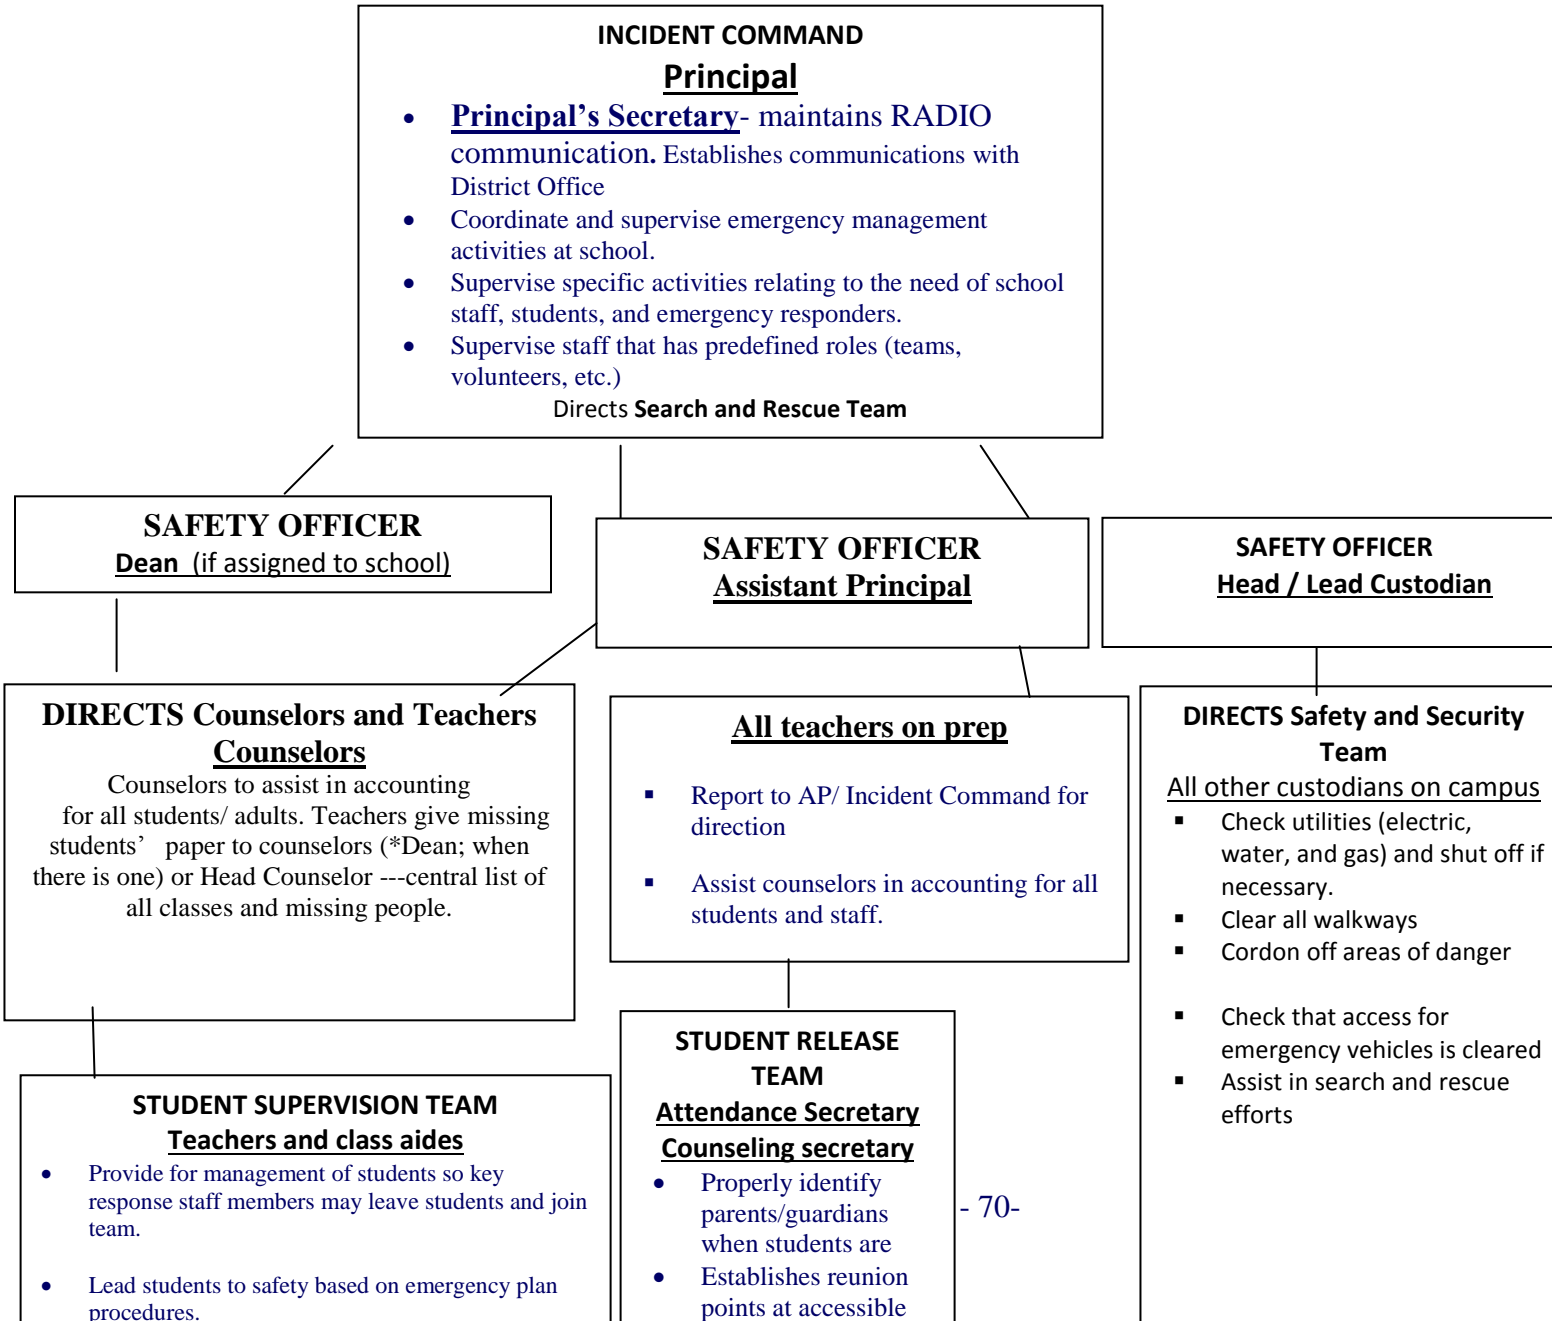 INCIDENT COMMAND
Principal
• Principal’s Secretary- maintains RADIO
communication. Establishes communications with
District Office
• Coordinate and supervise emergency management
activities at school.
• Supervise specific activities relating to the need of school
staff, students, and emergency responders.
• Supervise staff that has predefined roles (teams,
volunteers, etc.)
Directs Search and Rescue Team
SAFETY OFFICER
Dean (if assigned to school)
SAFETY OFFICER
Assistant Principal
SAFETY OFFICER
Head / Lead Custodian
DIRECTS Counselors and Teachers
Counselors
Counselors to assist in accounting
for all students/ adults. Teachers give missing
students’ paper to counselors (*Dean; when
there is one) or Head Counselor ---central list of
all classes and missing people.
All teachers on prep
▪ Report to AP/ Incident Command for
direction
▪ Assist counselors in accounting for all
students and staff.
DIRECTS Safety and Security
Team
All other custodians on campus
▪ Check utilities (electric,
water, and gas) and shut off if
necessary.
▪ Clear all walkways
▪ Cordon off areas of danger
▪ Check that access for
emergency vehicles is cleared
▪ Assist in search and rescue
efforts
STUDENT SUPERVISION TEAM
Teachers and class aides
• Provide for management of students so key
response staff members may leave students and join
team.
• Lead students to safety based on emergency plan
procedures.
STUDENT RELEASE
TEAM
Attendance Secretary
Counseling secretary
• Properly identify
parents/guardians
when students are
• Establishes reunion
points at accessible
- 70-